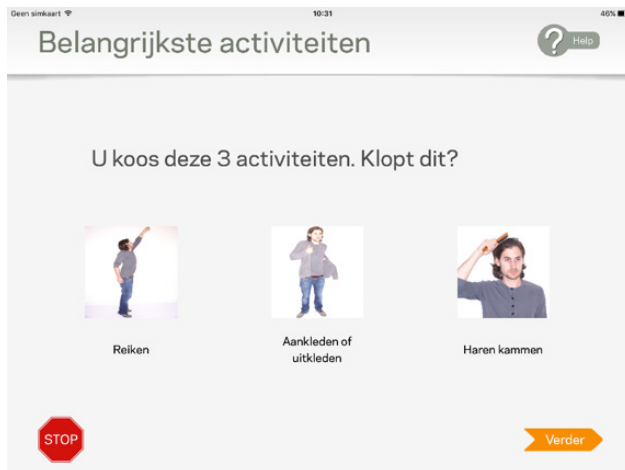 Geen simkaart
10:31
46%
Belangrijkste activiteiten
? Help
U koos deze 3 activiteiten. Klopt dit?
Reiken
Aankleden of
uitkleden
Haren kammen
STOP
Verder